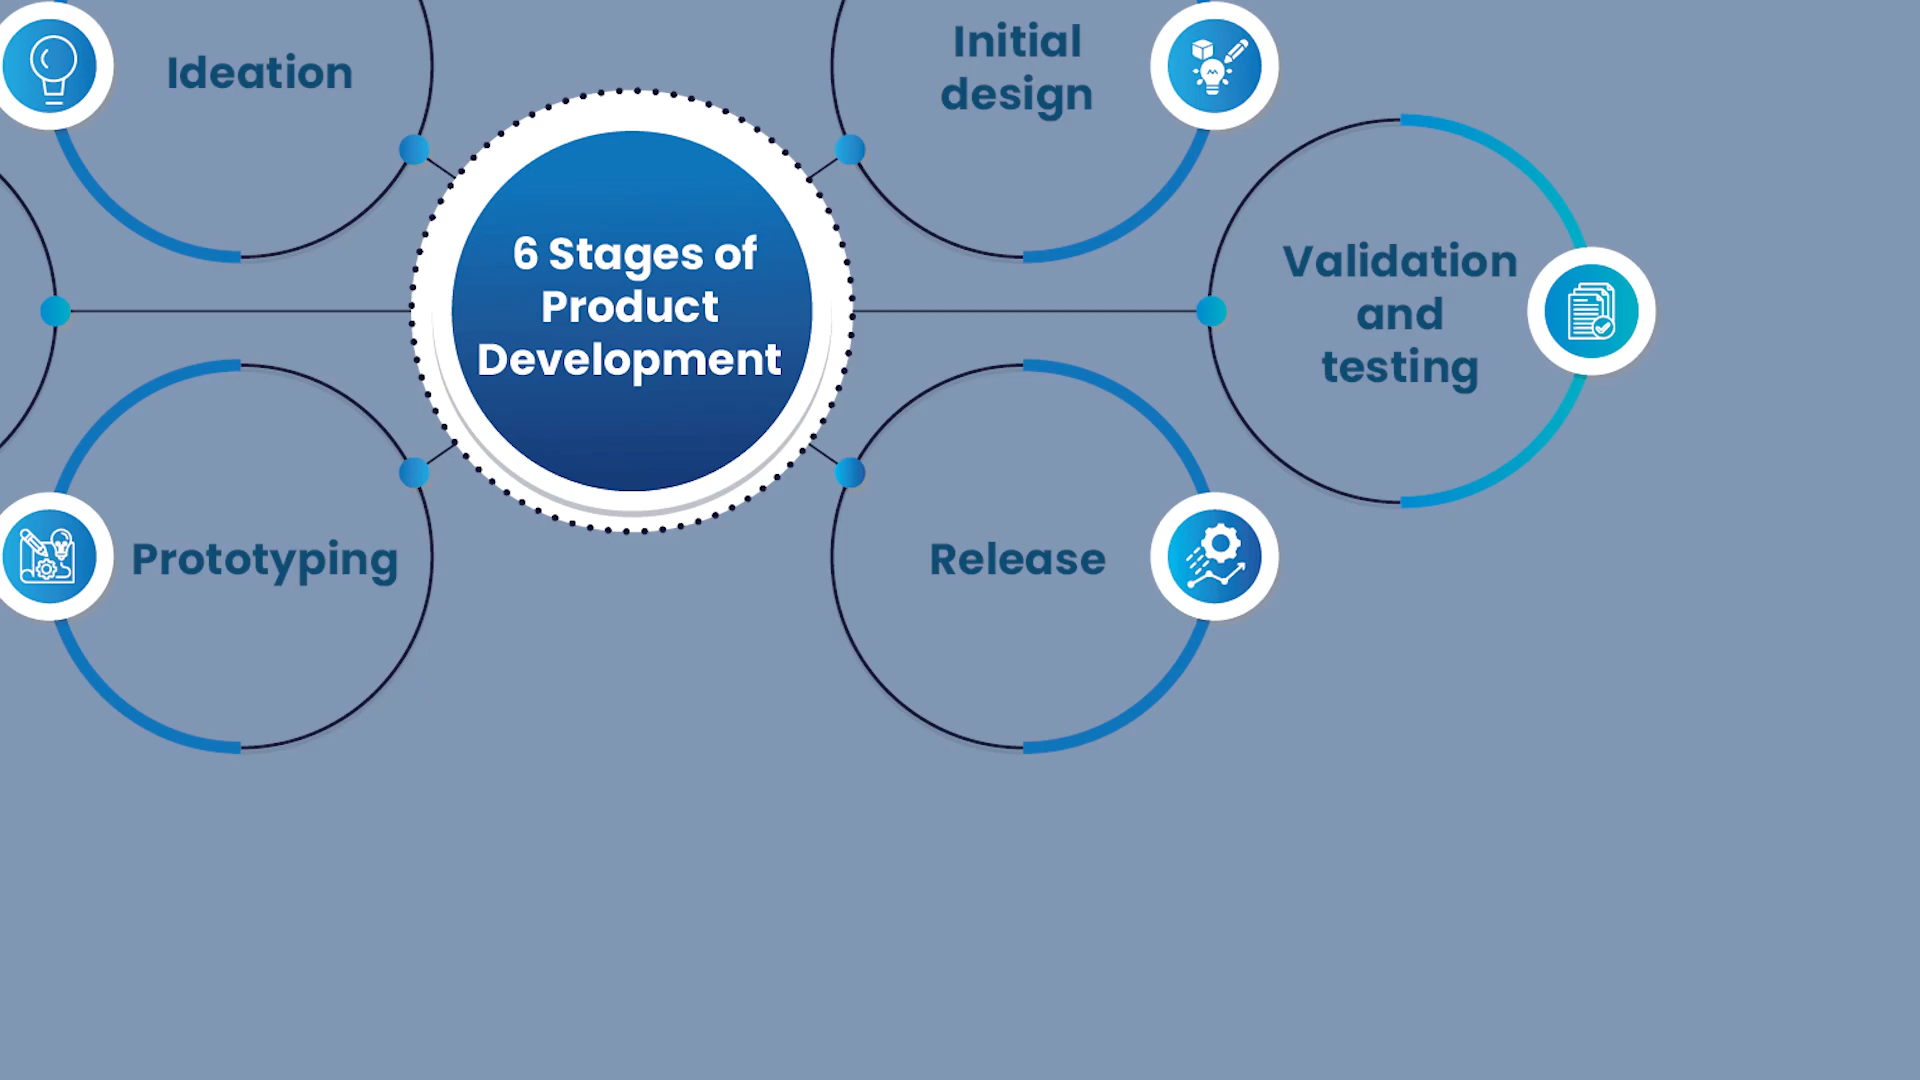 Ideation
Initial
design
6 Stages of
Product
Development
Validation
and
testing
Prototyping
Release